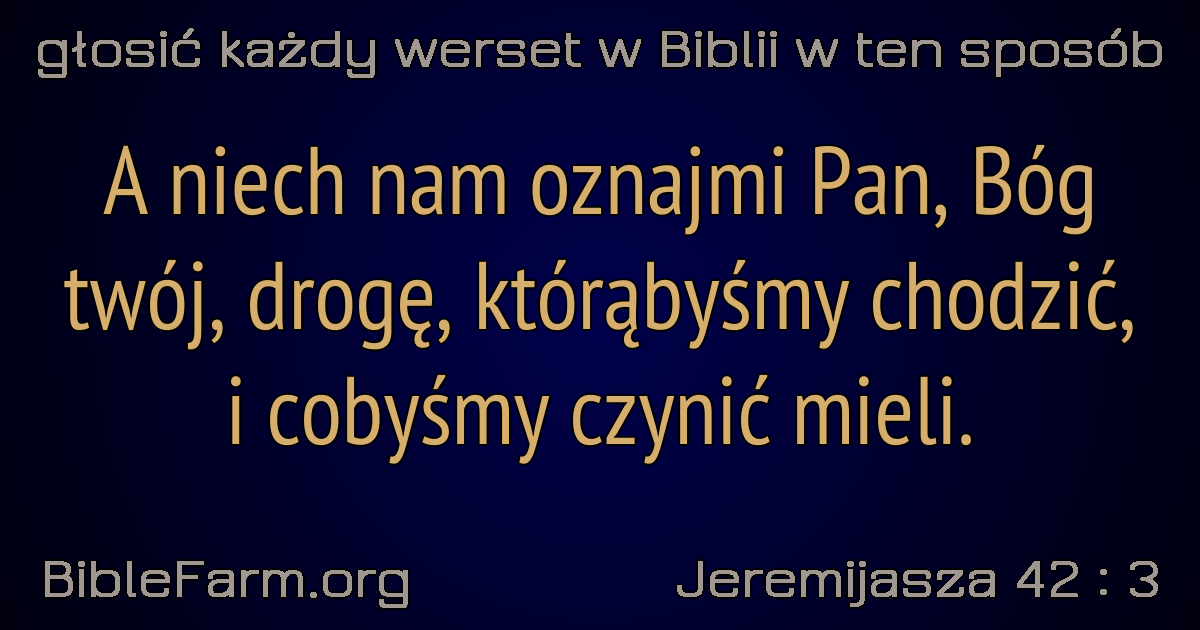 głosić każdy werset w Biblii w ten sposób
A niech nam oznajmi Pan, Bóg
twój, drogę, którąbyśmy chodzić,
i cobyśmy czynić mieli.
BibleFarm.org
Jeremijasza 42 : 3